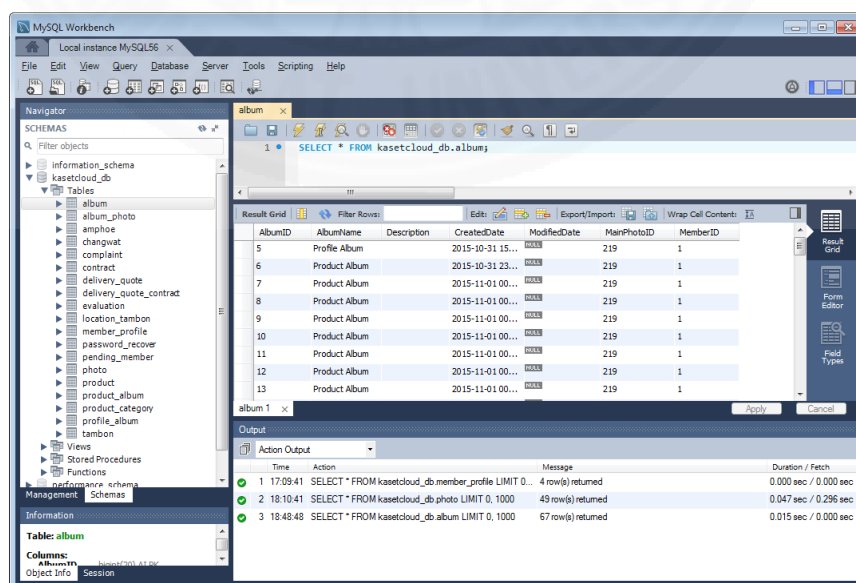 MySQL Workbench
Local instance MySQL56 ×
File Edit View Query Database Server Tools Scripting Help
Navigator
SCHEMAS
Filter objects
information_schema
kasetcloud_db
Tables
album
album_photo
amphoe
changwat
complaint
contract
delivery_quote
delivery_quote_contract
evaluation
location_tambon
member_profile
password_recover
pending_member
photo
product
product_album
product_category
profile_album
tambon
Views
Stored Procedures
Functions
performance_schema
Management Schemas
Information
Table: album
Columns:
AlbumID bigint(20) AI PK
Object Info Session
album ×
1 SELECT * FROM kasetcloud_db.album;
Result Grid Filter Rows: Edit: Export/Import: Wrap Cell Content:
AlbumID AlbumName Description CreatedDate ModifiedDate MainPhotoID MemberID
5 Profile Album 2015-10-31 15... NULL 219 1
6 Product Album 2015-10-31 23... NULL 219 1
7 Product Album 2015-11-01 00... NULL 219 1
8 Product Album 2015-11-01 00... NULL 219 1
9 Product Album 2015-11-01 00... NULL 219 1
10 Product Album 2015-11-01 00... NULL 219 1
11 Product Album 2015-11-01 00... NULL 219 1
12 Product Album 2015-11-01 00... NULL 219 1
13 Product Album 2015-11-01 00... NULL 219 1
Result
Grid
Form
Editor
Field
Types
album 1 × Apply Cancel
Output
Action Output
Time Action Message Duration / Fetch
1 17:09:41 SELECT * FROM kasetcloud_db.member_profile LIMIT 0... 4 row(s) returned 0.000 sec / 0.000 sec
2 18:10:41 SELECT * FROM kasetcloud_db.photo LIMIT 0, 1000 49 row(s) returned 0.047 sec / 0.296 sec
3 18:48:48 SELECT * FROM kasetcloud_db.album LIMIT 0, 1000 67 row(s) returned 0.015 sec / 0.000 sec